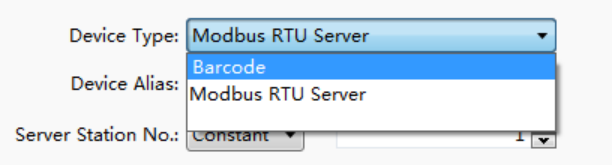 Device Type: Modbus RTU Server
Barcode
Device Alias:
Modbus RTU Server
Server Station No.: Constant 1